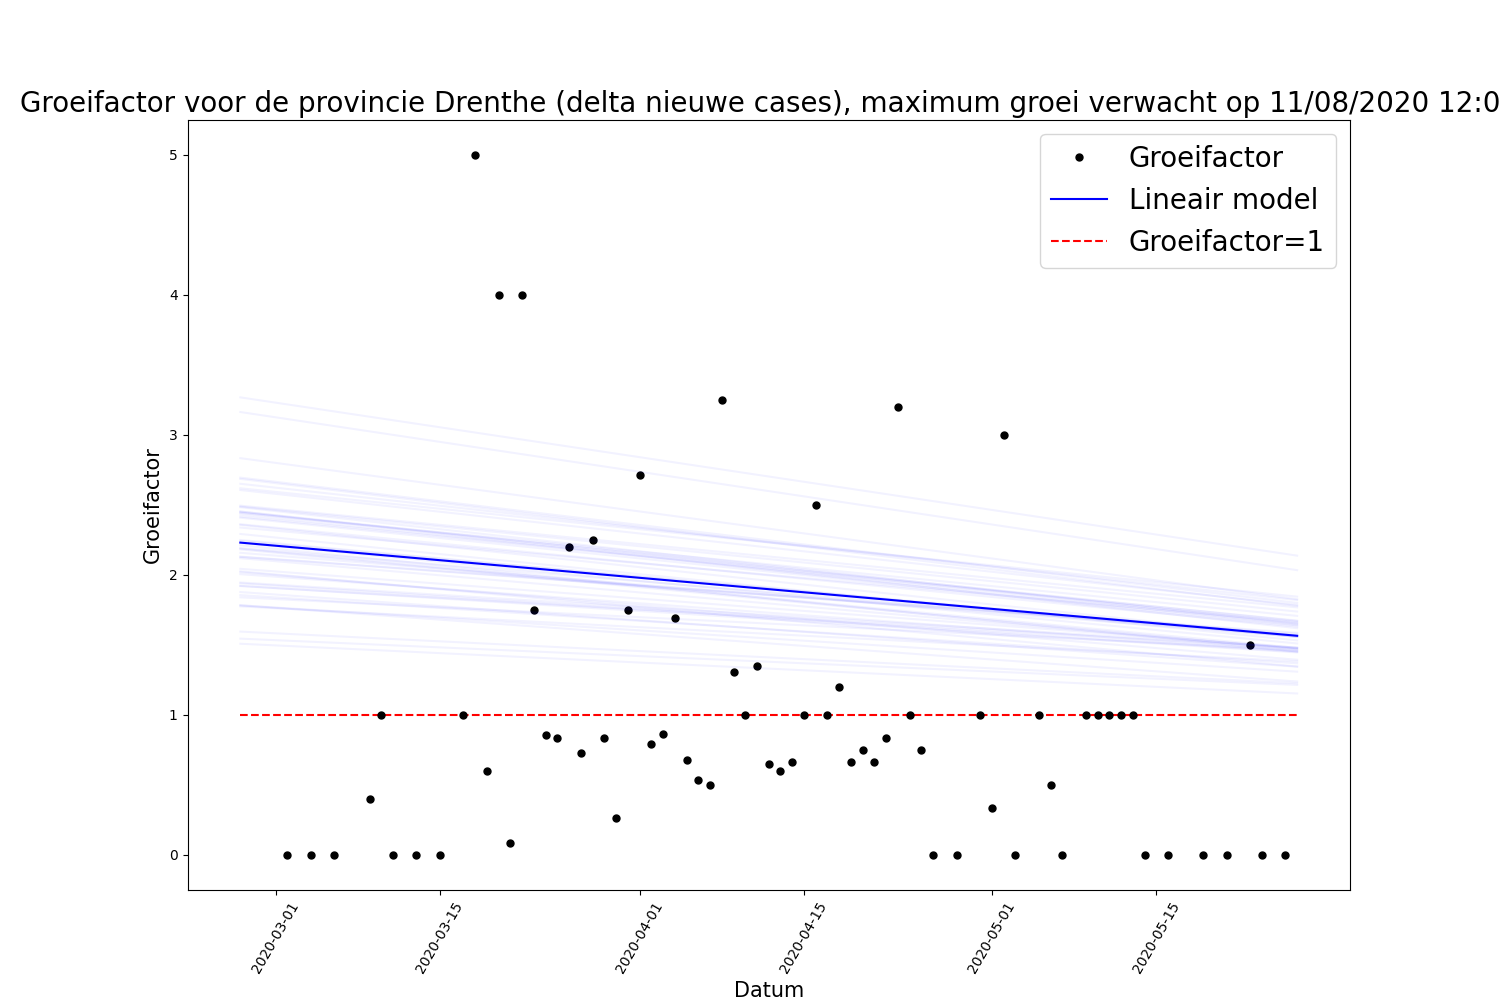 Groeifactor voor de provincie Drenthe (delta nieuwe cases), maximum groei verwacht op 11/08/2020 12:0
Groeifactor
Lineair model
Groeifactor=1
Groeifactor
5
4
3
2
1
0
2020-03-01
2020-03-15
2020-04-01
2020-04-15
2020-05-01
2020-05-15
Datum